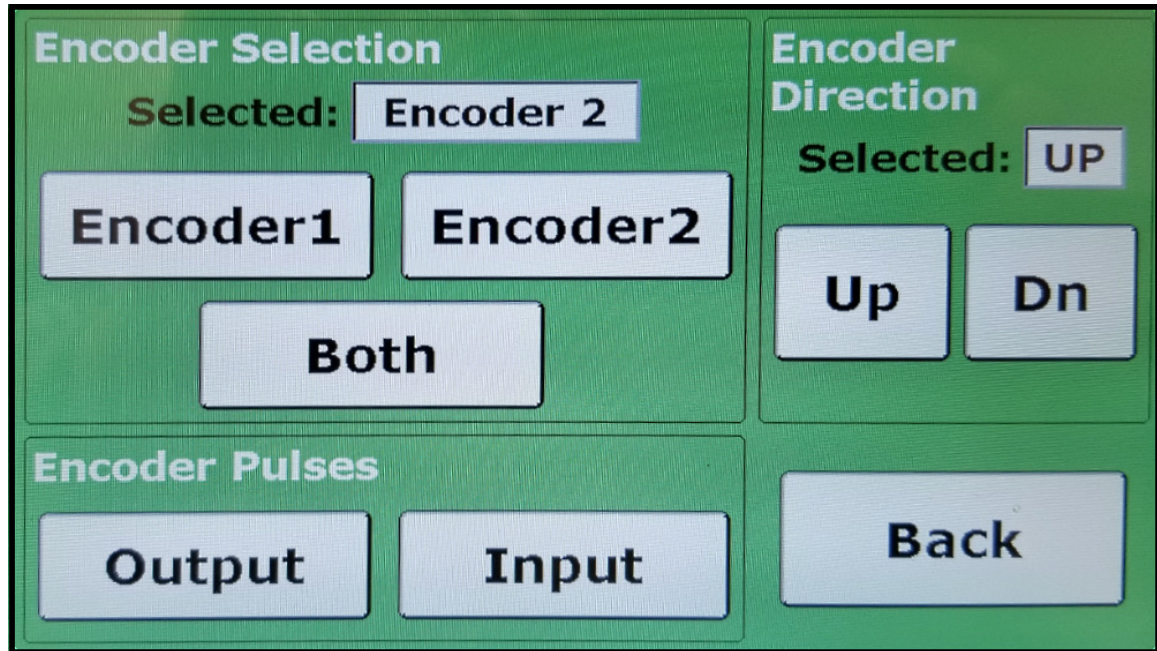 Encoder Selection
Selected: Encoder 2
Encoder1 Encoder2
Both
Encoder Direction
Selected: UP
Up Dn
Encoder Pulses
Output Input
Back